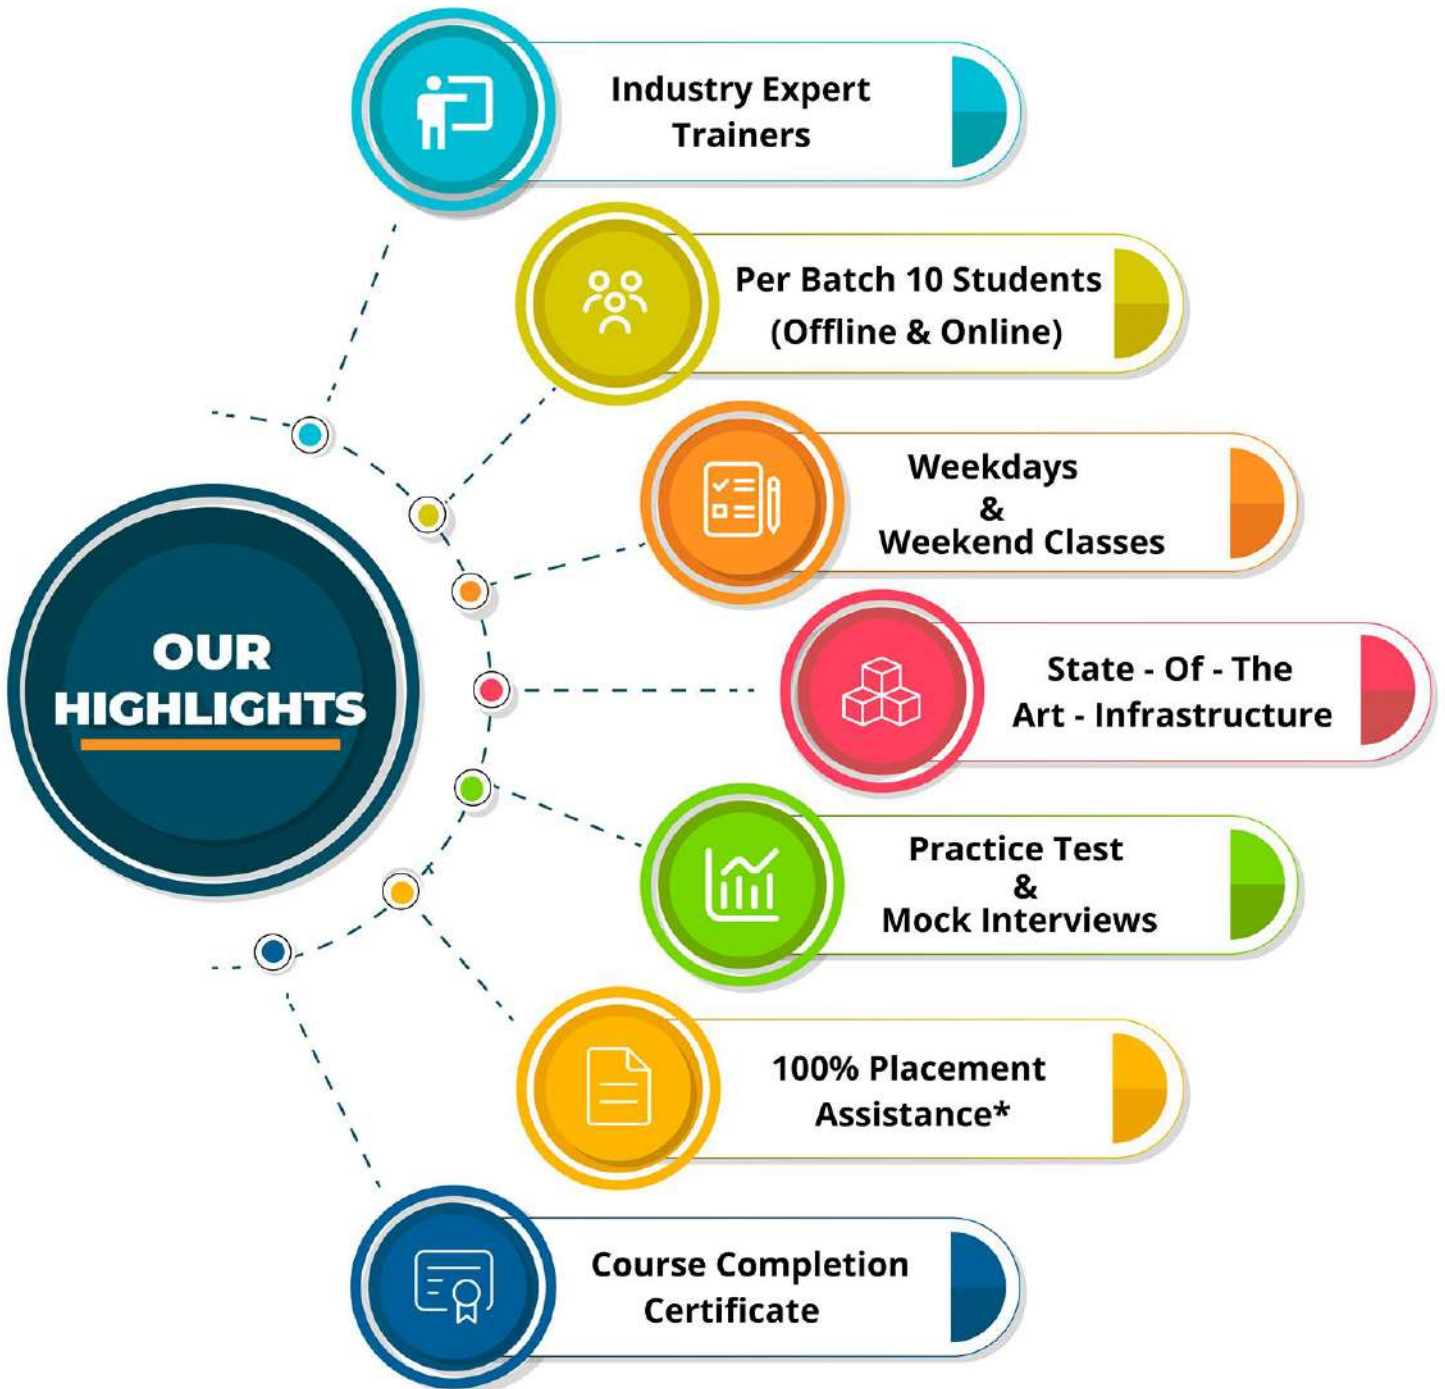 OUR
HIGHLIGHTS
Industry Expert
Trainers
Per Batch 10 Students
(Offline & Online)
Weekdays
&
Weekend Classes
State - Of - The
Art - Infrastructure
Practice Test
&
Mock Interviews
100% Placement
Assistance*
Course Completion
Certificate